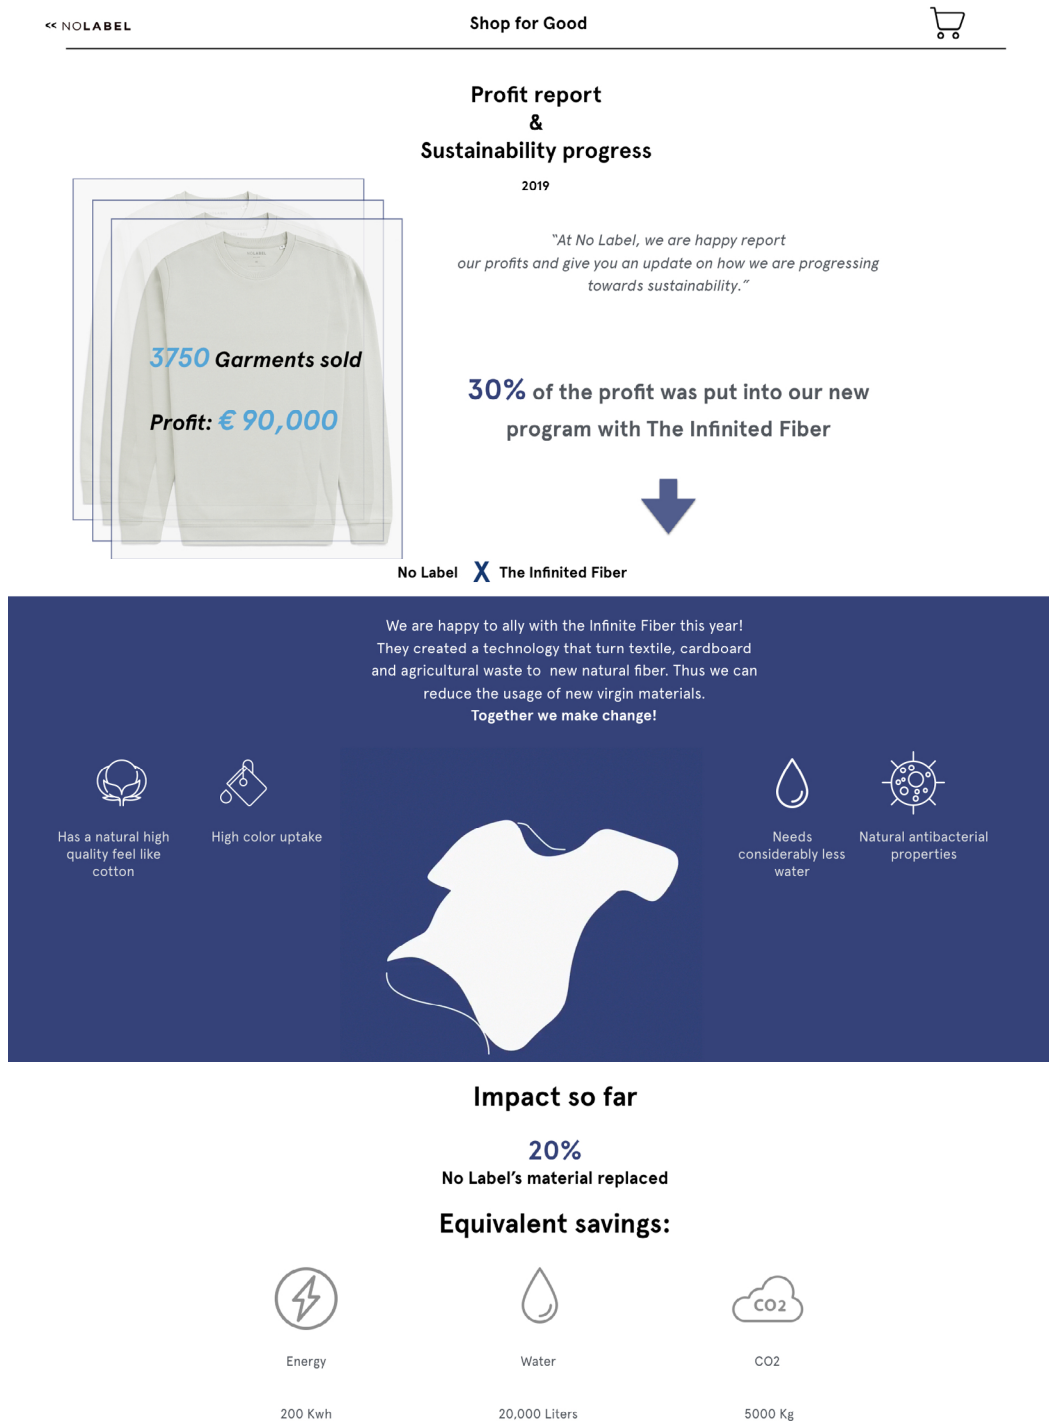 << NOLABEL
Shop for Good
Profit report
&
Sustainability progress
2019
“At No Label, we are happy report
our profits and give you an update on how we are progressing
towards sustainability.”
NOLABEL
3750 Garments sold
Profit: € 90,000
30% of the profit was put into our new
program with The Infinited Fiber
No Label X The Infinited Fiber
We are happy to ally with the Infinite Fiber this year!
They created a technology that turn textile, cardboard
and agricultural waste to new natural fiber. Thus we can
reduce the usage of new virgin materials.
Together we make change!
Has a natural high
quality feel like
cotton
High color uptake
Needs
considerably less
water
Natural antibacterial
properties
Impact so far
20%
No Label’s material replaced
Equivalent savings:
CO2
Energy
Water
CO2
200 Kwh
20,000 Liters
5000 Kg